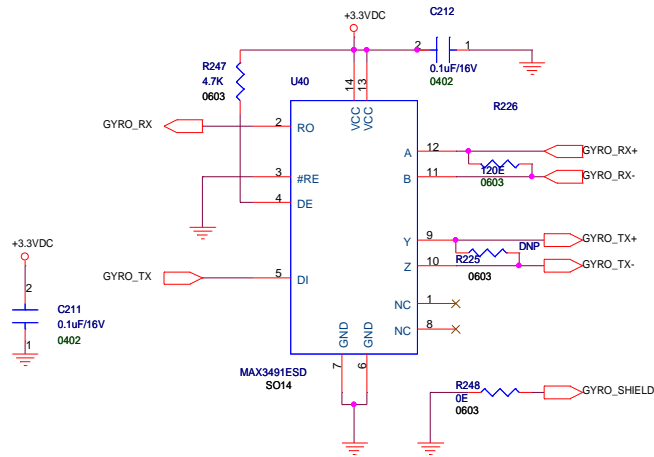 C212
+3.3VDC
2
1
R247
4.7K
0603
U40
0.1uF/16V
0402
14
13
R226
VCC
VCC
GYRO_RX
2
RO
A
12
GYRO_RX+
120E
0603
#RE
3
B
11
GYRO_RX-
4
DE
+3.3VDC
Y
9
GYRO_TX+
DNP
R225
0603
GYRO_TX
5
DI
Z
10
GYRO_TX-
2
C211
0.1uF/16V
0402
1
NC
1
NC
8
GND
GND
7
6
MAX3491ESD
SO14
R248
0E
0603
GYRO_SHIELD